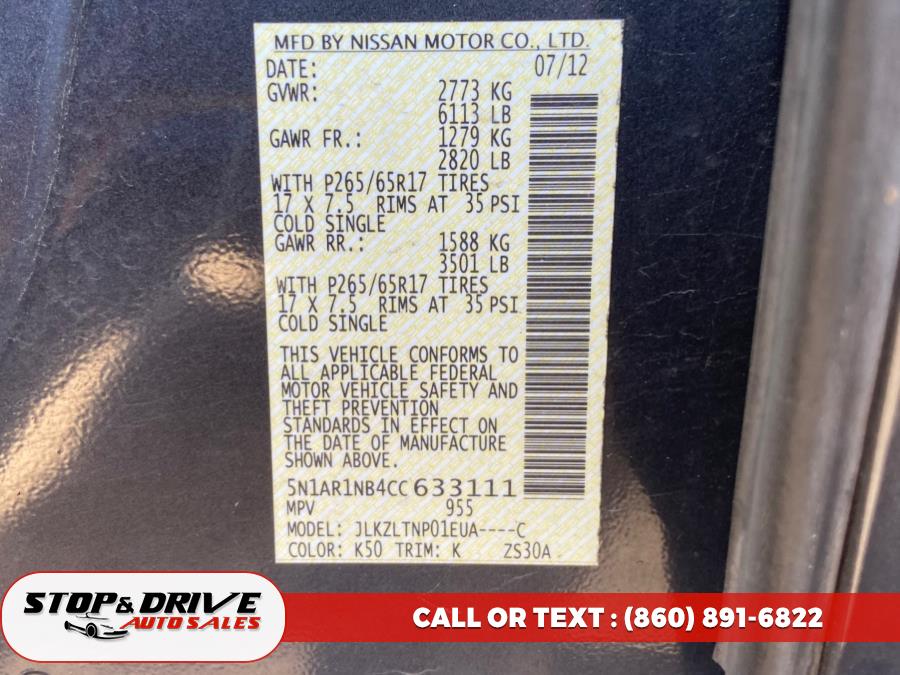 MFD BY NISSAN MOTOR CO., LTD.
DATE: 07/12
GVWR: 2773 KG
6113 LB
GAWR FR.: 1279 KG
2820 LB
WITH P265/65R17 TIRES
17 X 7.5 RIMS AT 35 PSI
COLD SINGLE
GAWR RR.: 1588 KG
3501 LB
WITH P265/65R17 TIRES
17 X 7.5 RIMS AT 35 PSI
COLD SINGLE
THIS VEHICLE CONFORMS TO
ALL APPLICABLE FEDERAL
MOTOR VEHICLE SAFETY AND
THEFT PREVENTION
STANDARDS IN EFFECT ON
THE DATE OF MANUFACTURE
SHOWN ABOVE.
5N1AR1NB4CC633111
MPV 955
MODEL: JLKZLTNP01EUA----C
COLOR: K50 TRIM: K ZS30A
STOP & DRIVE
AUTO SALES
CALL OR TEXT : (860) 891-6822